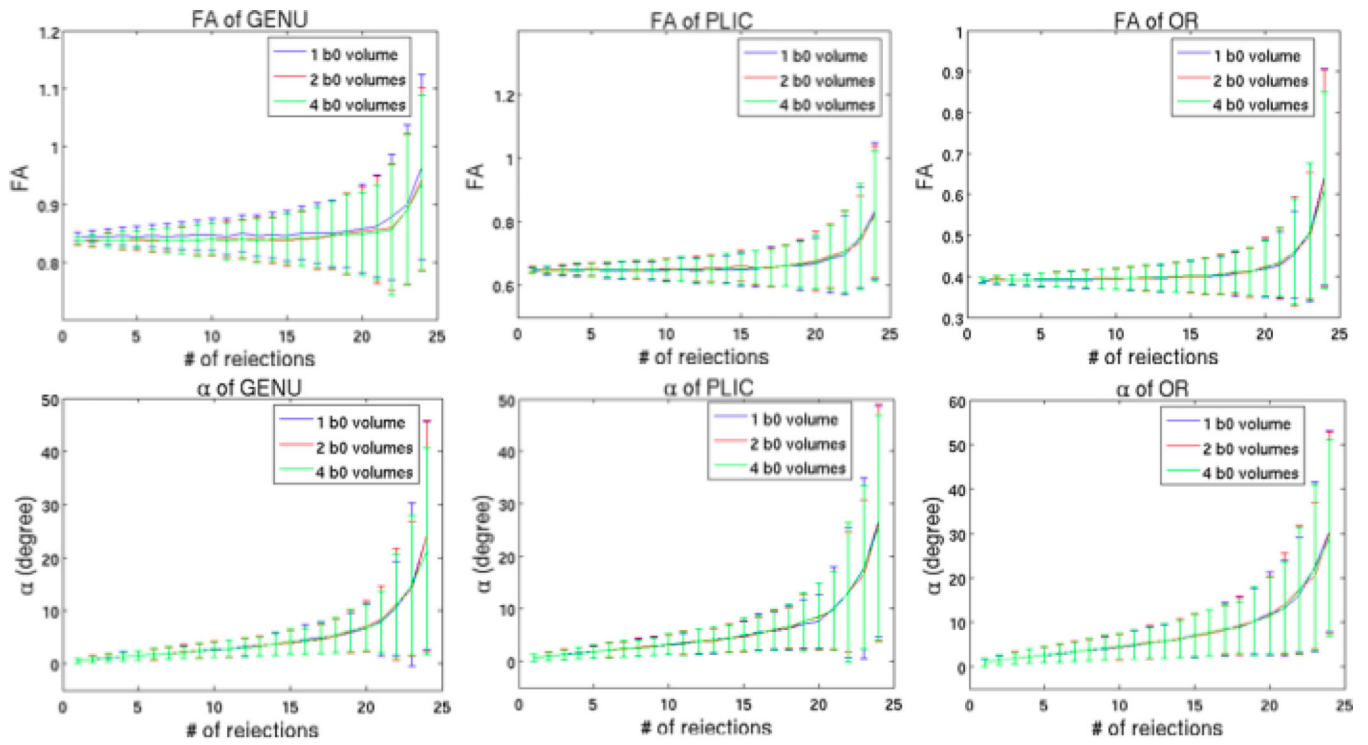 FA of GENU
1.2
1.1
1
0.9
0.8
FA
0 5 10 15 20 25
# of reiections
1 b0 volume
2 b0 volumes
4 b0 volumes
FA of PLIC
1.2
1
0.8
0.6
FA
0 5 10 15 20 25
# of reiections
1 b0 volume
2 b0 volumes
4 b0 volumes
FA of OR
1
0.9
0.8
0.7
0.6
0.5
0.4
0.3
FA
0 5 10 15 20 25
# of reiections
1 b0 volume
2 b0 volumes
4 b0 volumes
α of GENU
50
40
30
20
10
0
α (degree)
0 5 10 15 20 25
# of reiections
1 b0 volume
2 b0 volumes
4 b0 volumes
α of PLIC
50
40
30
20
10
0
α (degree)
0 5 10 15 20 25
# of reiections
1 b0 volume
2 b0 volumes
4 b0 volumes
α of OR
60
50
40
30
20
10
0
α (degree)
0 5 10 15 20 25
# of reiections
1 b0 volume
2 b0 volumes
4 b0 volumes